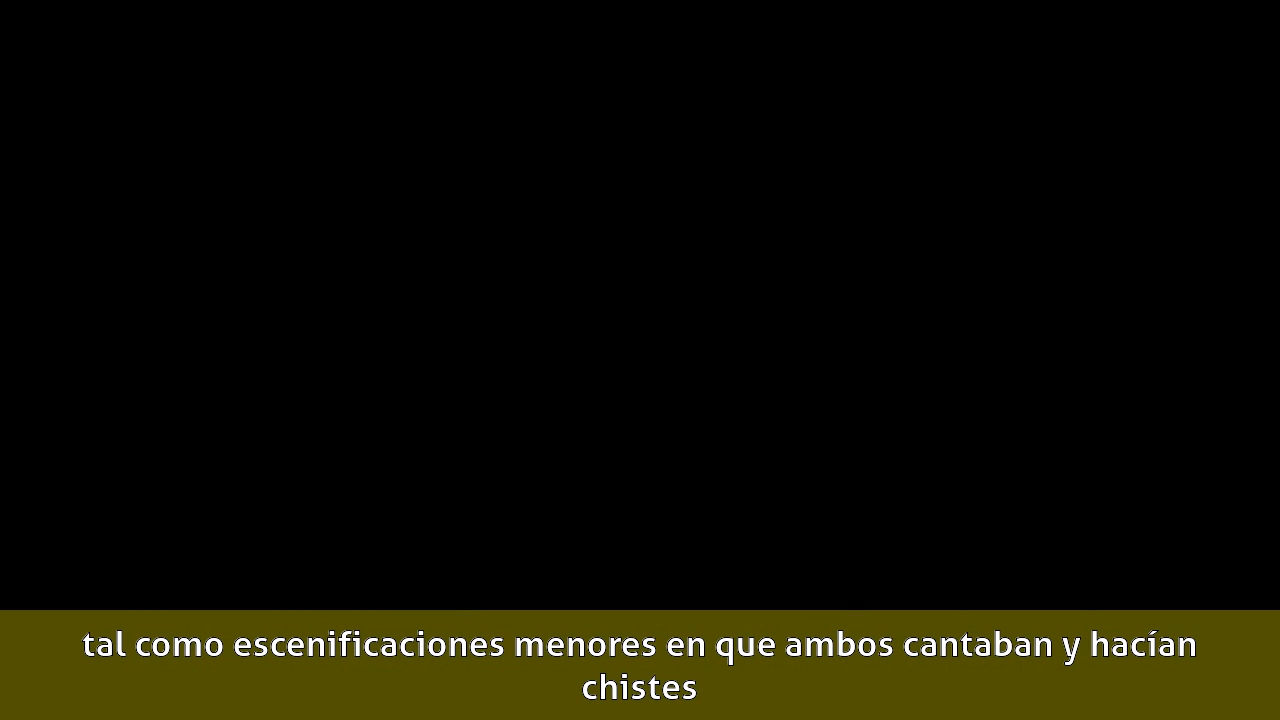 tal como escenificaciones menores en que ambos cantaban y hacían
chistes